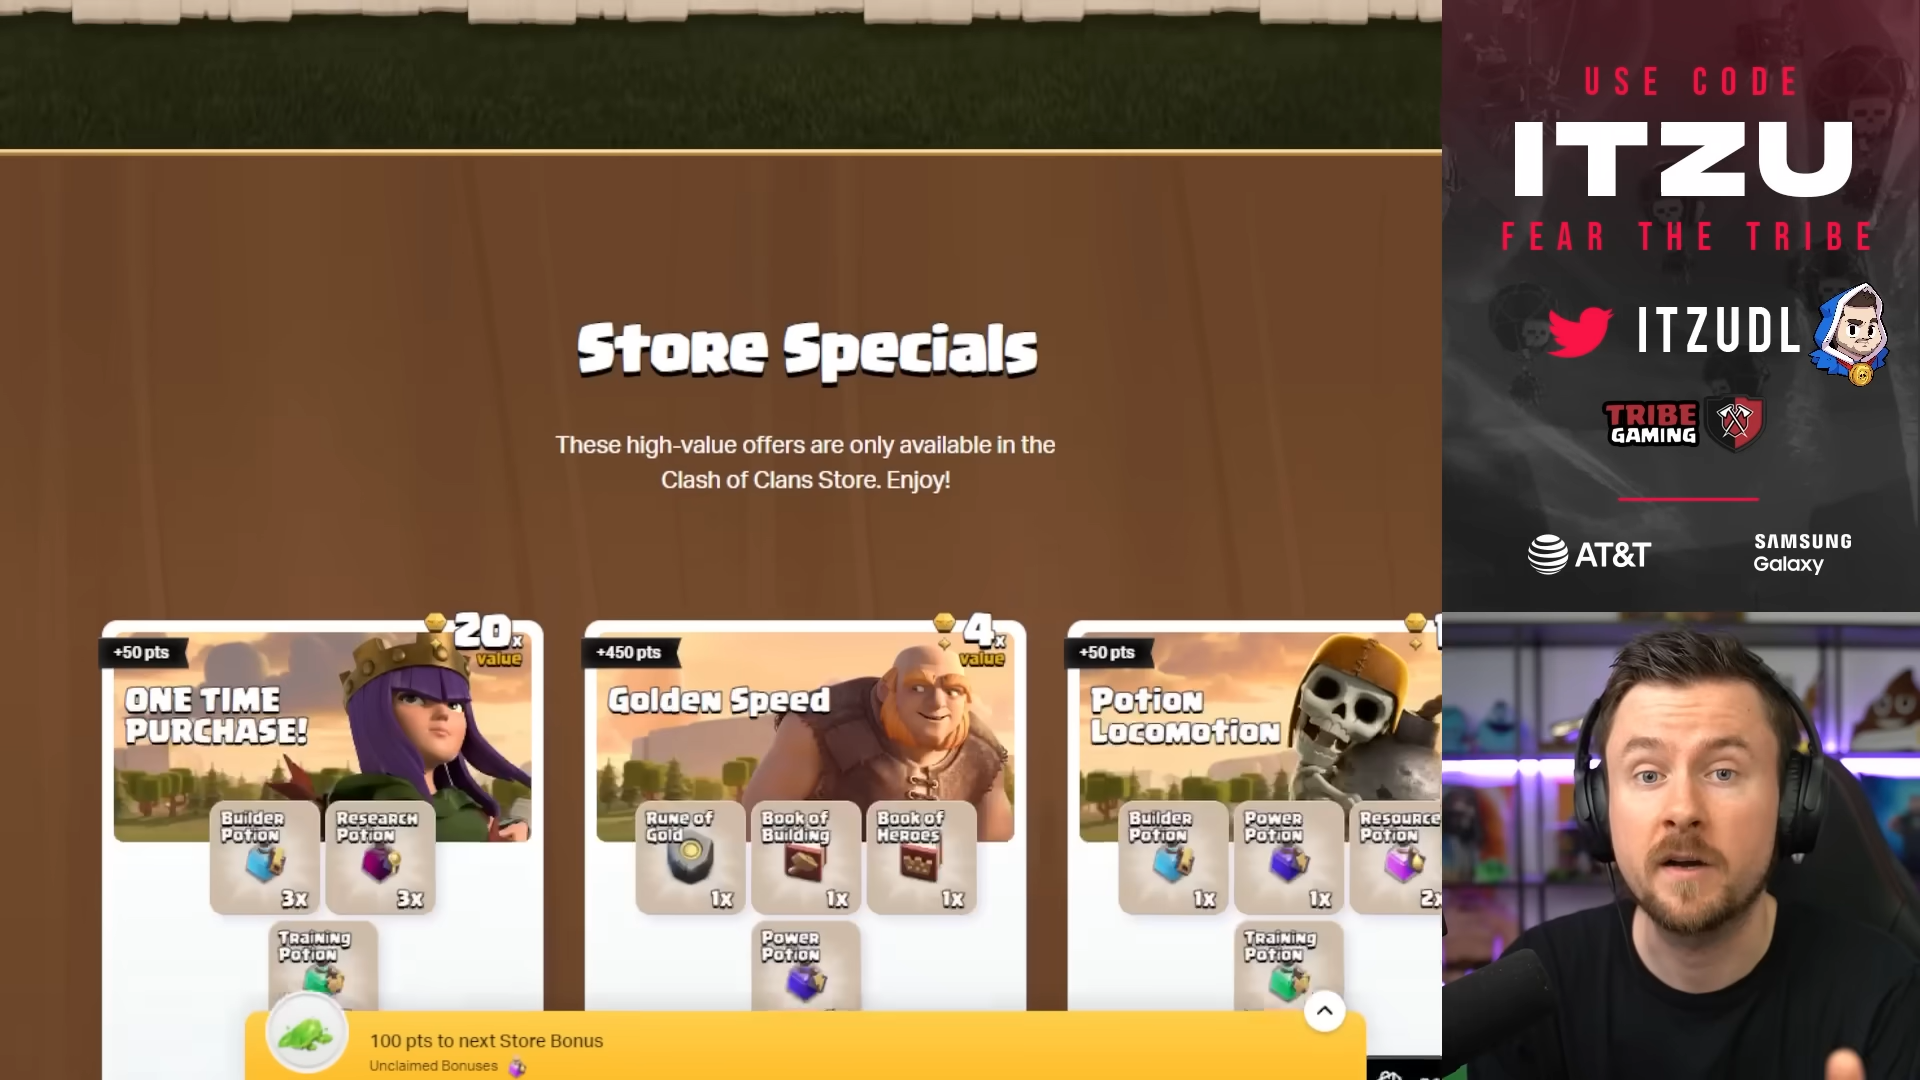 Store Specials
These high-value offers are only available in the
Clash of Clans Store. Enjoy!
+50 pts
20x
value
ONE TIME
PURCHASE!
Builder
Potion
3x
Research
Potion
3x
Training
Potion
+450 pts
4x
value
Golden Speed
Rune of
Gold
1x
Book of
Building
1x
Book of
Heroes
1x
Power
Potion
+50 pts
Potion
Locomotion
Builder
Potion
1x
Power
Potion
1x
Resource
Potion
2x
Training
Potion
100 pts to next Store Bonus
Unclaimed Bonuses
USE CODE
ITZU
FEAR THE TRIBE
ITZUDL
TRIBE
GAMING
AT&T
SAMSUNG
Galaxy